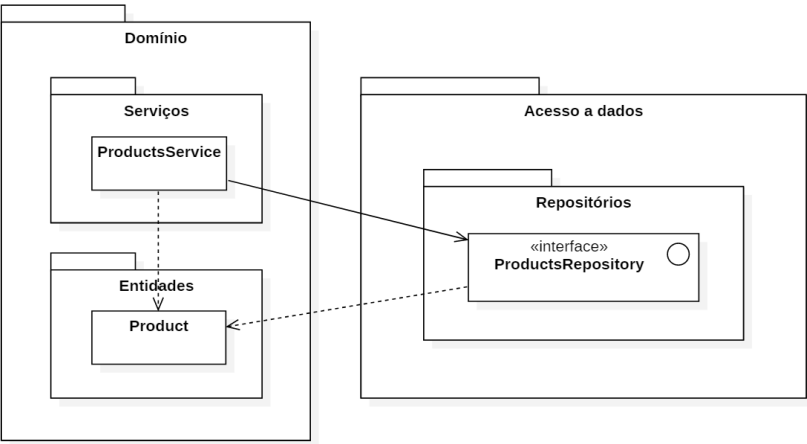 Domínio
Serviços
ProductsService
Entidades
Product
Acesso a dados
Repositórios
«interface»
ProductsRepository